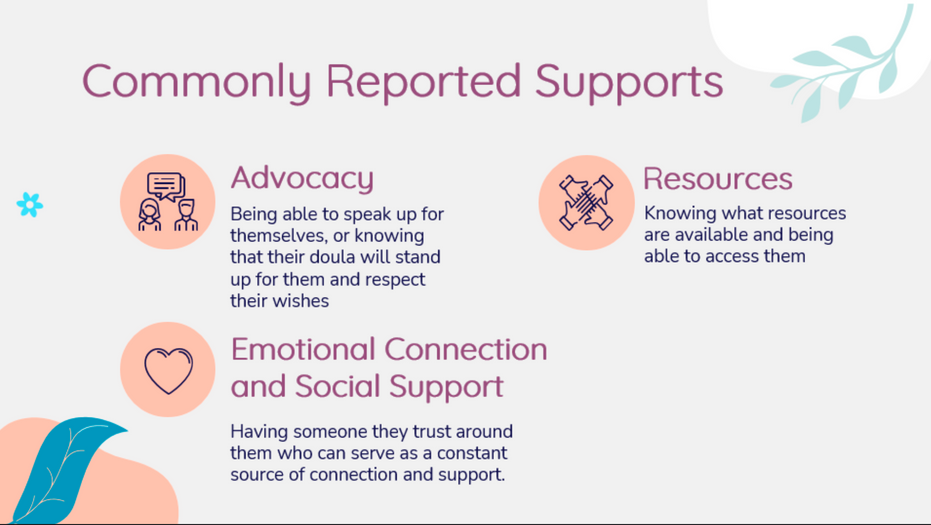 Commonly Reported Supports
Advocacy
Being able to speak up for
themselves, or knowing
that their doula will stand
up for them and respect
their wishes
Resources
Knowing what resources
are available and being
able to access them
Emotional Connection
and Social Support
Having someone they trust around
them who can serve as a constant
source of connection and support.